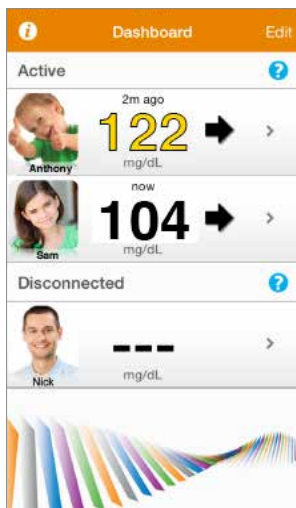 Dashboard
Edit
Active
?
2m ago
122
mg/dL
Anthony
now
104
mg/dL
Sam
Disconnected
?
---
mg/dL
Nick